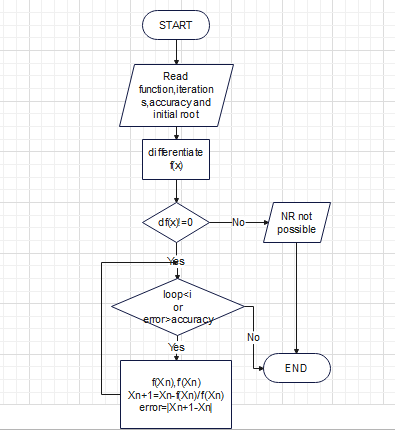 START
Read
function,iteration
s,accuracy and
initial root
differentiate
f(x)
df(x)!=0
No
NR not
possible
Yes
loop<i
or
error>accuracy
No
Yes
END
f(Xn),f'(Xn)
Xn+1=Xn-f(Xn)/f'(Xn)
error=|Xn+1-Xn|